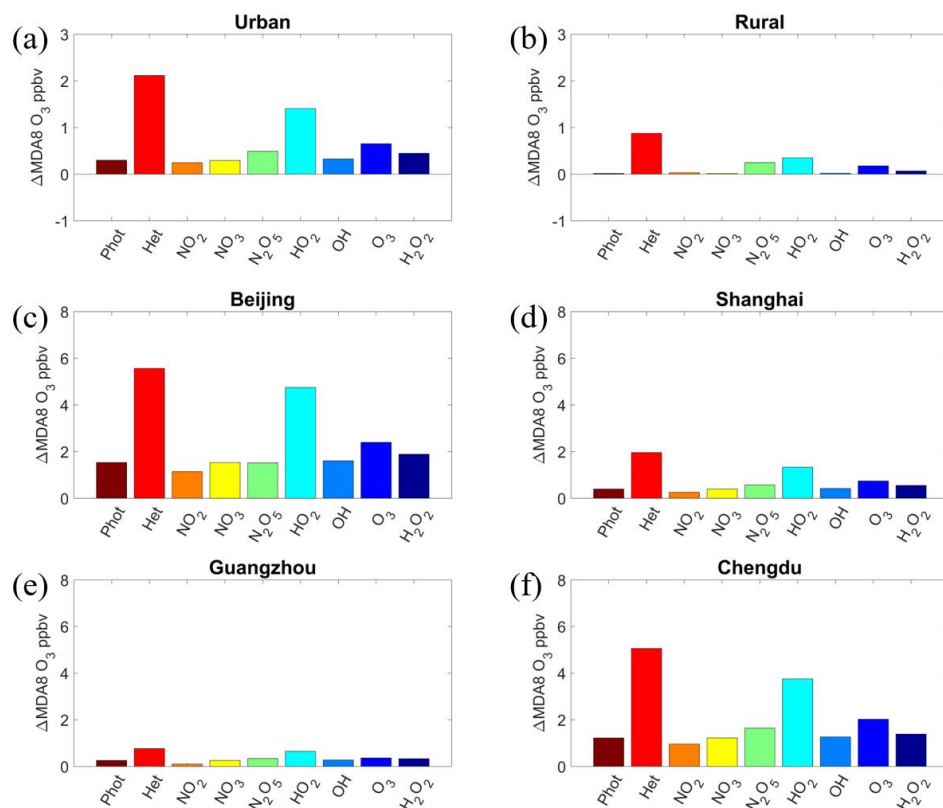 (a)
Urban
ΔMDA8 O₃ ppbv
3
2
1
0
-1
Phot Het NO₂ NO₃ N₂O₅ HO₂ OH O₃ H₂O₂
(b)
Rural
ΔMDA8 O₃ ppbv
3
2
1
0
-1
Phot Het NO₂ NO₃ N₂O₅ HO₂ OH O₃ H₂O₂
(c)
Beijing
ΔMDA8 O₃ ppbv
8
6
4
2
0
Phot Het NO₂ NO₃ N₂O₅ HO₂ OH O₃ H₂O₂
(d)
Shanghai
ΔMDA8 O₃ ppbv
8
6
4
2
0
Phot Het NO₂ NO₃ N₂O₅ HO₂ OH O₃ H₂O₂
(e)
Guangzhou
ΔMDA8 O₃ ppbv
8
6
4
2
0
Phot Het NO₂ NO₃ N₂O₅ HO₂ OH O₃ H₂O₂
(f)
Chengdu
ΔMDA8 O₃ ppbv
8
6
4
2
0
Phot Het NO₂ NO₃ N₂O₅ HO₂ OH O₃ H₂O₂